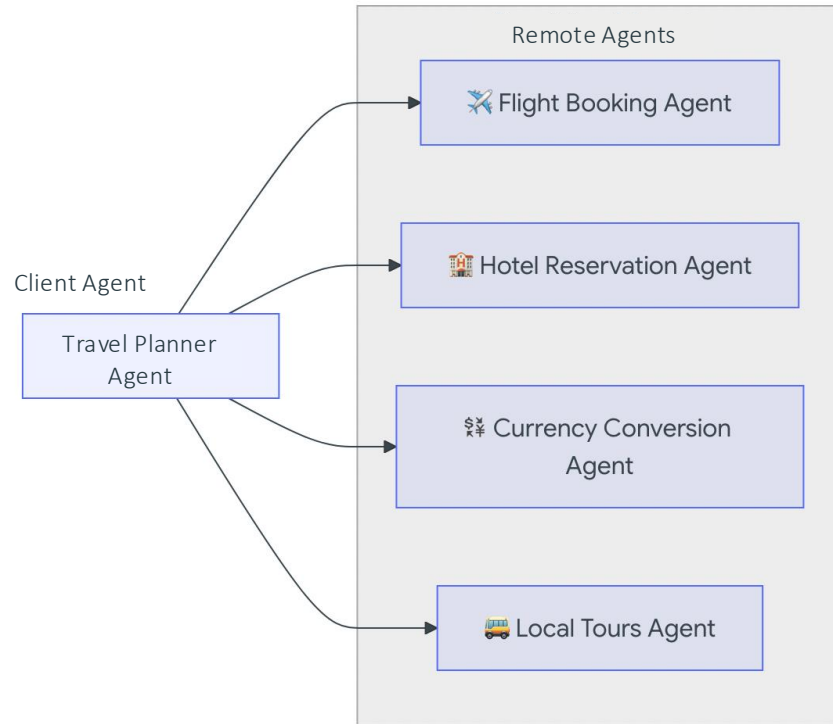 Remote Agents
✈️ Flight Booking Agent
🏨 Hotel Reservation Agent
Client Agent
Travel Planner
Agent
💱 Currency Conversion
Agent
🚌 Local Tours Agent